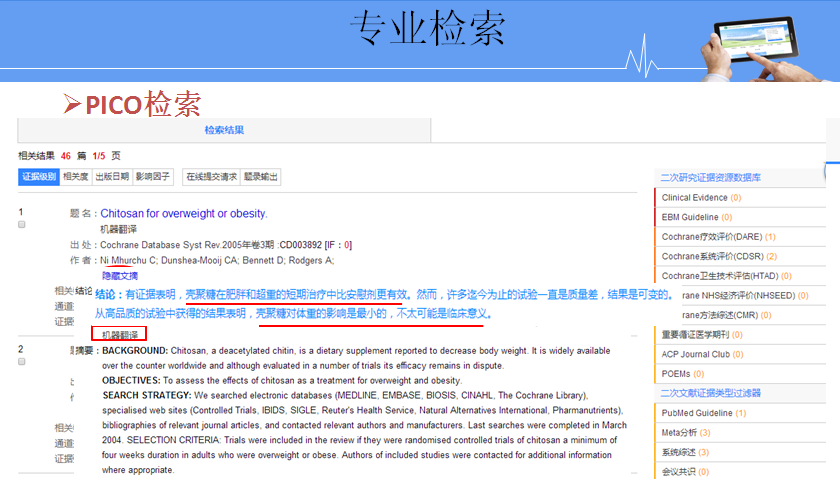 专业检索
➢PICO检索
检索结果
相关结果 46 篇 1/5 页
证据级别 相关度 出版日期 影响因子 在线提交请求 题录输出
1
题 名：Chitosan for overweight or obesity.
机器翻译
出 处：Cochrane Database Syst Rev.2005年卷3期 :CD003892 [IF：0]
作 者：Ni Mhurchu C; Dunshea-Mooij CA; Bennett D; Rodgers A;
隐藏文摘
相关
结论
结论：有证据表明，壳聚糖在肥胖和超重的短期治疗中比安慰剂更有效。然而，许多迄今为止的试验一直是质量差，结果是可变的。
通道
从高品质的试验中获得的结果表明，壳聚糖对体重的影响是最小的，不太可能是临床意义。
证据
机器翻译
2
摘要：BACKGROUND: Chitosan, a deacetylated chitin, is a dietary supplement reported to decrease body weight. It is widely available
over the counter worldwide and although evaluated in a number of trials its efficacy remains in dispute.
OBJECTIVES: To assess the effects of chitosan as a treatment for overweight and obesity.
SEARCH STRATEGY: We searched electronic databases (MEDLINE, EMBASE, BIOSIS, CINAHL, The Cochrane Library),
specialised web sites (Controlled Trials, IBIDS, SIGLE, Reuter's Health Service, Natural Alternatives International, Pharmanutrients),
bibliographies of relevant journal articles, and contacted relevant authors and manufacturers. Last searches were completed in March
2004. SELECTION CRITERIA: Trials were included in the review if they were randomised controlled trials of chitosan a minimum of
four weeks duration in adults who were overweight or obese. Authors of included studies were contacted for additional information
where appropriate.
相关
通道
证据
二次研究证据资源数据库
Clinical Evidence (0)
EBM Guideline (0)
Cochrane疗效评价(DARE) (1)
Cochrane系统评价(CDSR) (2)
Cochrane卫生技术评估(HTAD) (0)
rane NHS经济评价(NHSEED) (0)
rane方法综述(CMR) (0)
重要循证医学期刊 (0)
ACP Journal Club (0)
POEMs (0)
二次文献证据类型过滤器
PubMed Guideline (1)
Meta分析 (3)
系统综述 (3)
会议共识 (0)